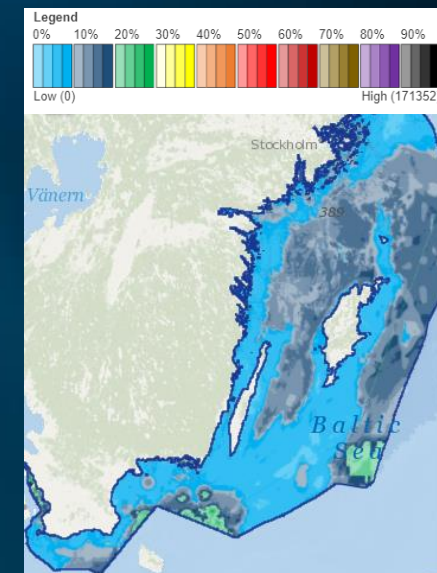 Legend
0% 10% 20% 30% 40% 50% 60% 70% 80% 90%
Low (0) High (171352
Stockholm
Vänern
389
Baltic
Sea